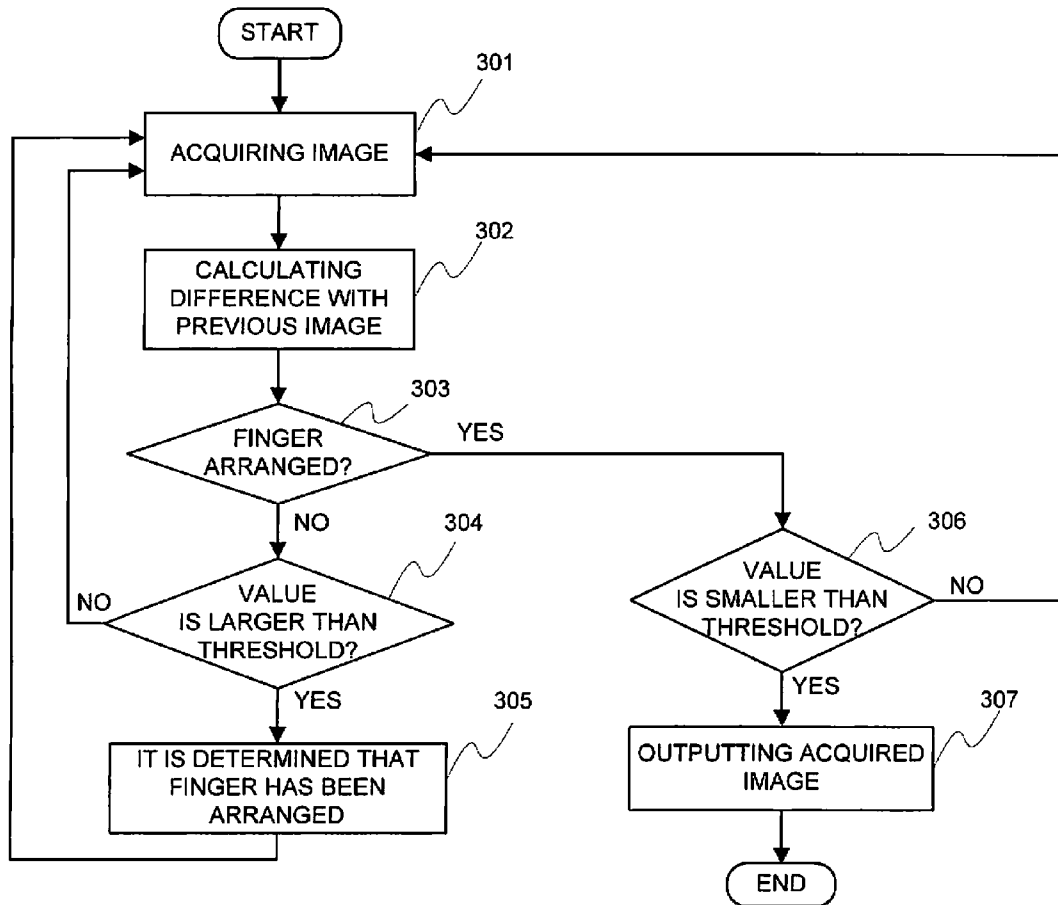 START
301
ACQUIRING IMAGE
302
CALCULATING
DIFFERENCE WITH
PREVIOUS IMAGE
303
FINGER
ARRANGED?
YES
NO
304
VALUE
IS LARGER THAN
THRESHOLD?
NO
YES
305
IT IS DETERMINED THAT
FINGER HAS BEEN
ARRANGED
306
VALUE
IS SMALLER THAN
THRESHOLD?
NO
YES
307
OUTPUTTING ACQUIRED
IMAGE
END